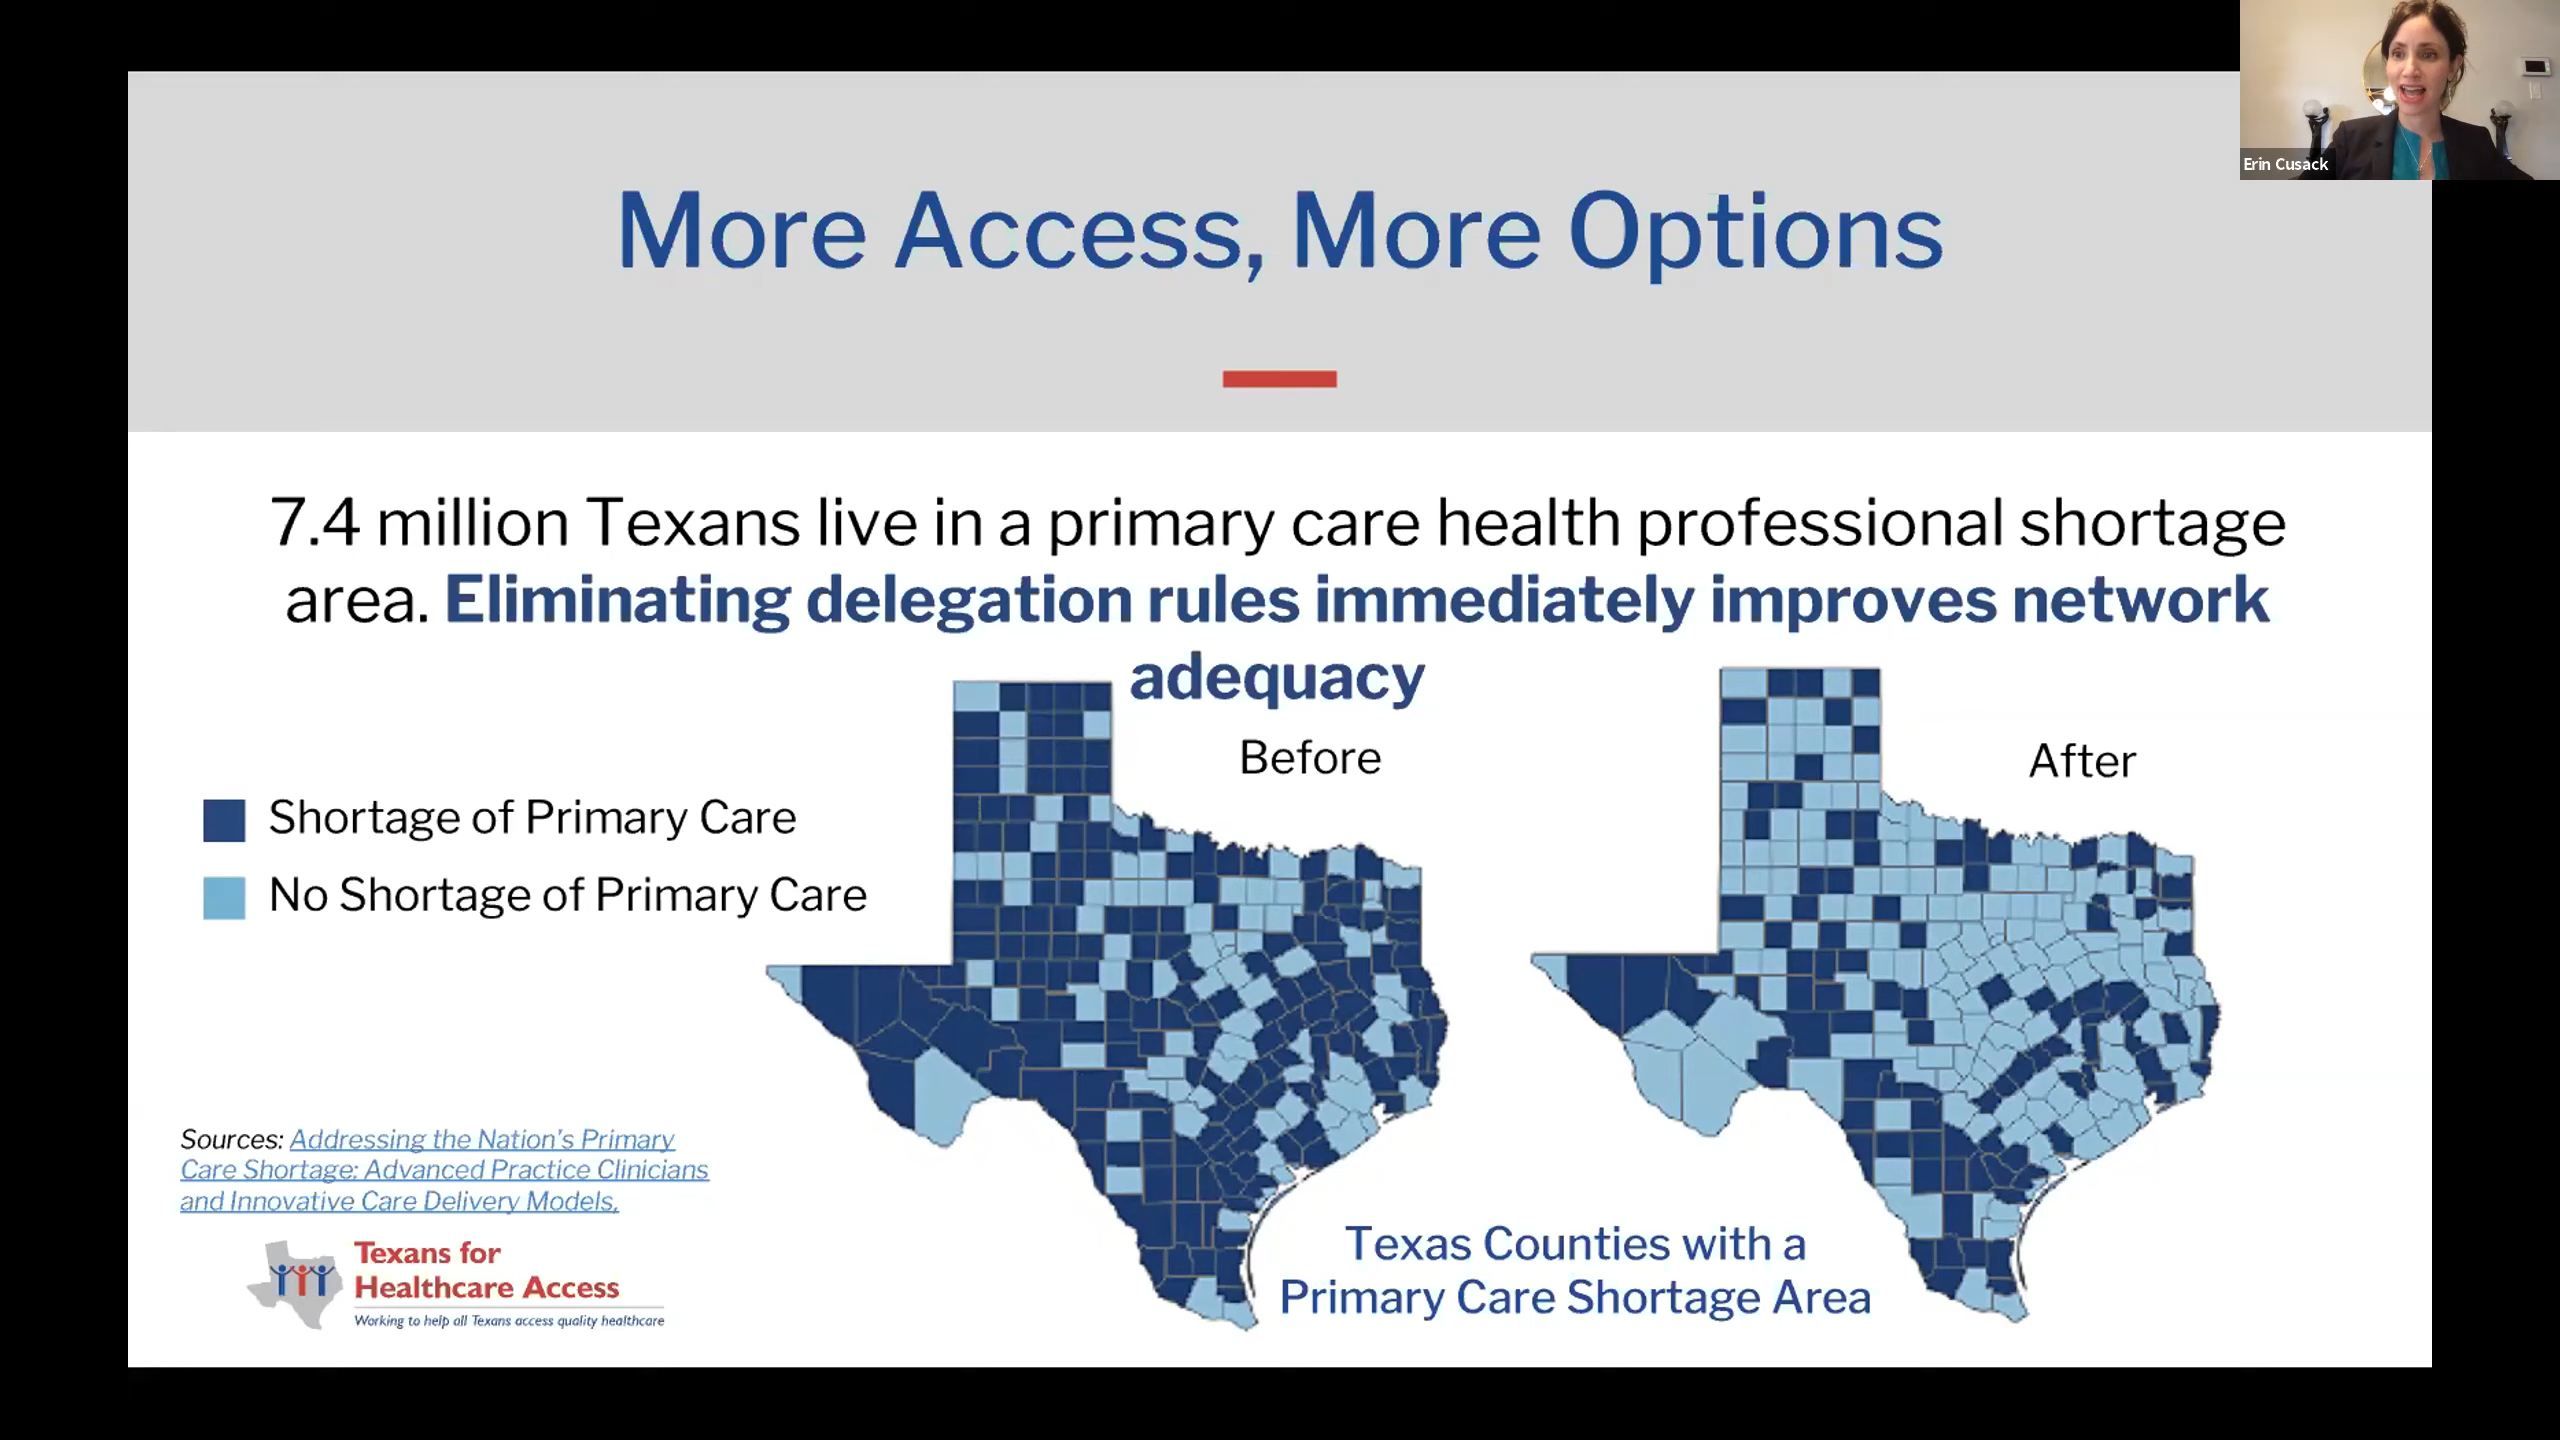 Erin Cusack
More Access, More Options
7.4 million Texans live in a primary care health professional shortage
area. Eliminating delegation rules immediately improves network
adequacy
Before
After
Shortage of Primary Care
No Shortage of Primary Care
Sources: Addressing the Nation's Primary
Care Shortage: Advanced Practice Clinicians
and Innovative Care Delivery Models,
Texans for
Healthcare Access
Working to help all Texans access quality healthcare
Texas Counties with a
Primary Care Shortage Area